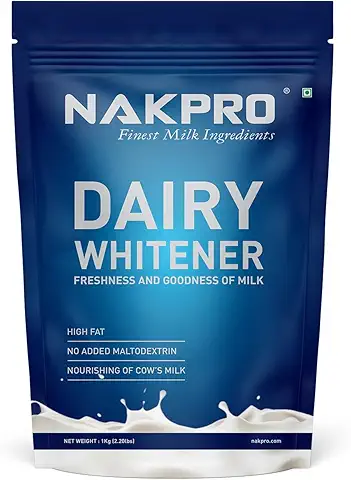 NAKPRO®
Finest Milk Ingredients
DAIRY
WHITENER
FRESHNESS AND GOODNESS OF MILK
HIGH FAT
NO ADDED MALTODEXTRIN
NOURISHING OF COW'S MILK
NET WEIGHT : 1Kg (2.20lbs)
nakpro.com